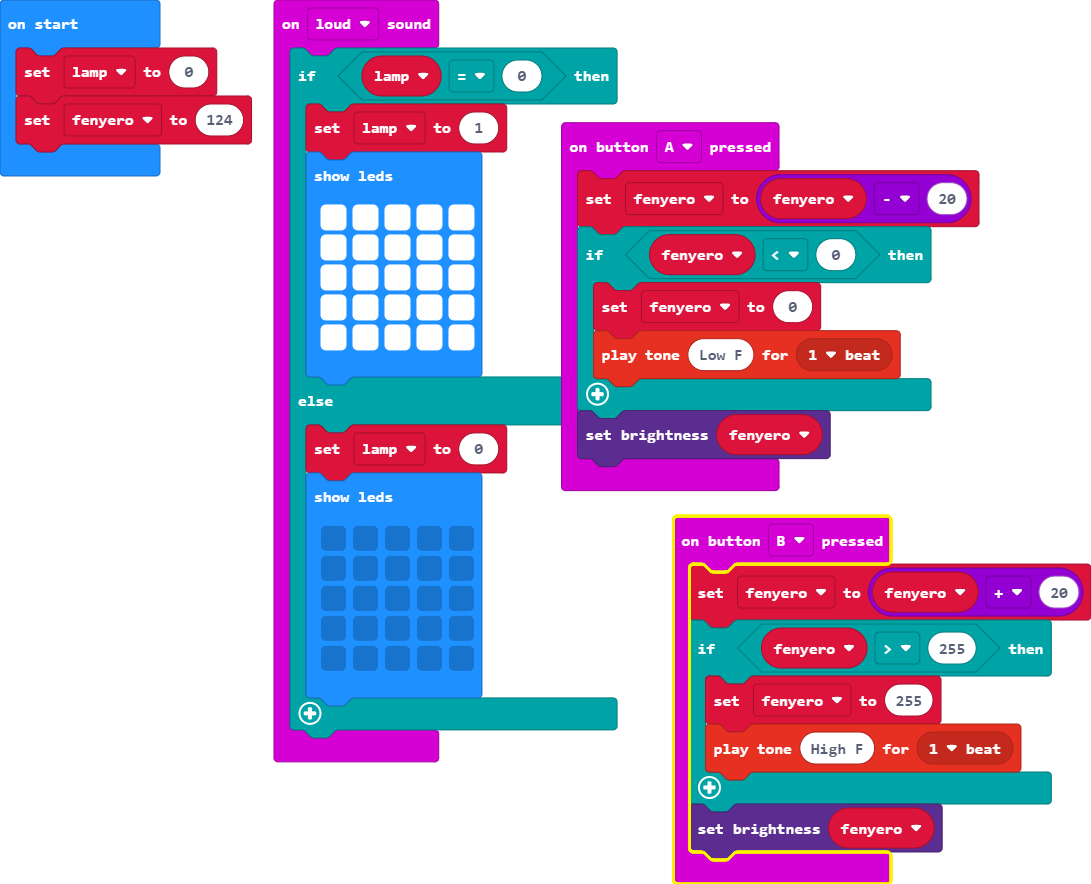 on start
set lamp to 0
set fenyero to 124
on loud sound
if lamp = 0 then
set lamp to 1
show leds
else
set lamp to 0
show leds
on button A pressed
set fenyero to fenyero - 20
if fenyero < 0 then
set fenyero to 0
play tone Low F for 1 beat
set brightness fenyero
on button B pressed
set fenyero to fenyero + 20
if fenyero > 255 then
set fenyero to 255
play tone High F for 1 beat
set brightness fenyero